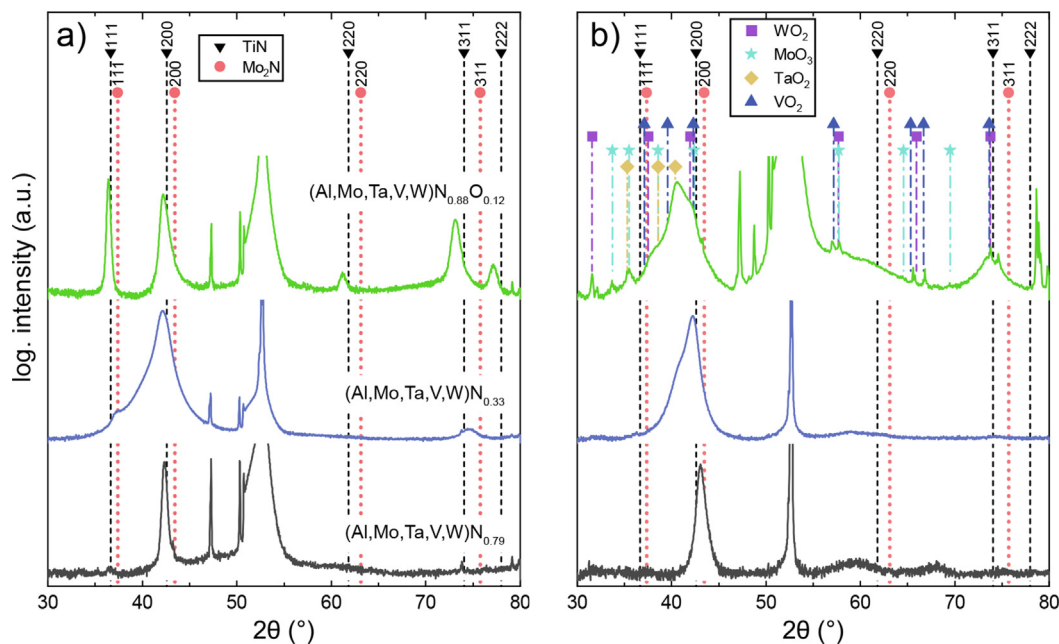 a)
TiN
Mo₂N
111
111
200
200
220
220
311
311
222
(Al,Mo,Ta,V,W)N₀.₈₈O₀.₁₂
(Al,Mo,Ta,V,W)N₀.₃₃
(Al,Mo,Ta,V,W)N₀.₇₉
log. intensity (a.u.)
30 40 50 60 70 80
2θ (°)
b)
WO₂
MoO₃
TaO₂
VO₂
111
111
200
200
220
220
311
311
222
30 40 50 60 70 80
2θ (°)